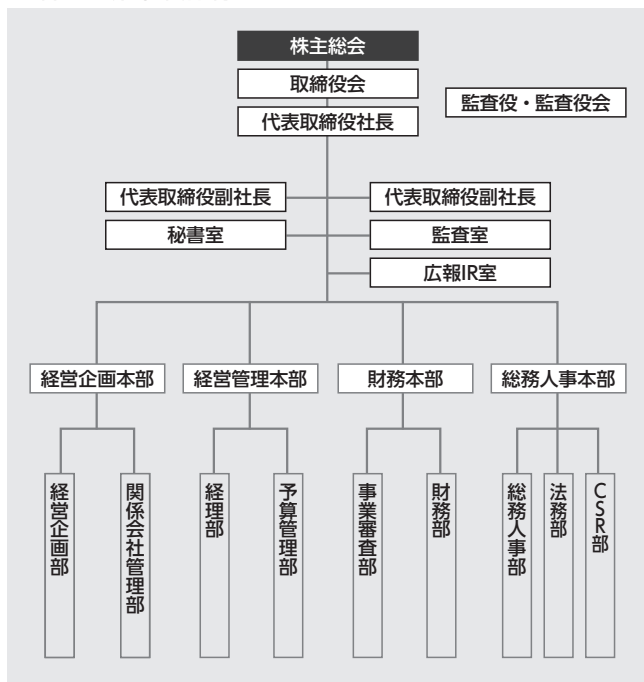 株主総会
取締役会
監査役・監査役会
代表取締役社長
代表取締役副社長
代表取締役副社長
秘書室
監査室
広報IR室
経営企画本部
経営管理本部
財務本部
総務人事本部
経営企画部
関係会社管理部
経理部
予算管理部
事業審査部
財務部
総務人事部
法務部
CSR部